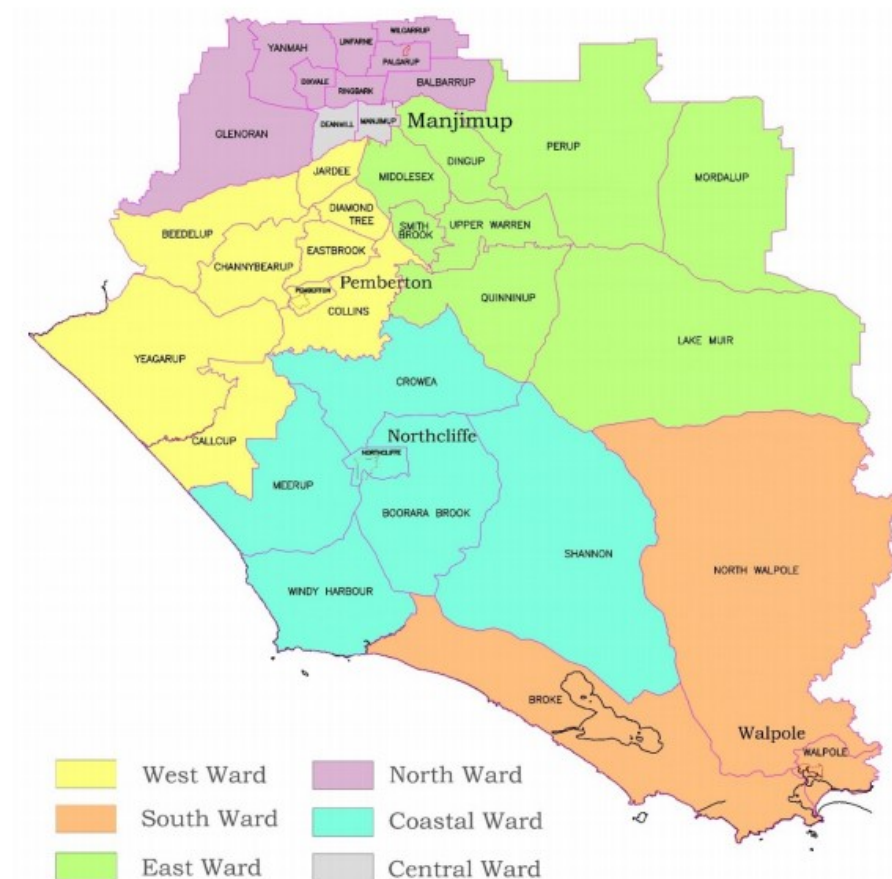 WILGARRUP
LINFARNE
YANMAH
PALGARUP
DIXVALE
RINGBARK
BALBARRUP
GLENORAN
DEANMILL
MANJIMUP
Manjimup
PERUP
DINGUP
JARDEE
MIDDLESEX
MORDALUP
DIAMOND
TREE
UPPER WARREN
SMITH
BROOK
BEEDELUP
EASTBROOK
CHANNYBEARUP
PEMBERTON
Pemberton
QUINNINUP
COLLINS
LAKE MUIR
YEAGARUP
CROWEA
CALLCUP
Northcliffe
NORTHCLIFFE
MEERUP
BOORARA BROOK
SHANNON
NORTH WALPOLE
WINDY HARBOUR
BROKE
Walpole
WALPOLE
West Ward
North Ward
South Ward
Coastal Ward
East Ward
Central Ward